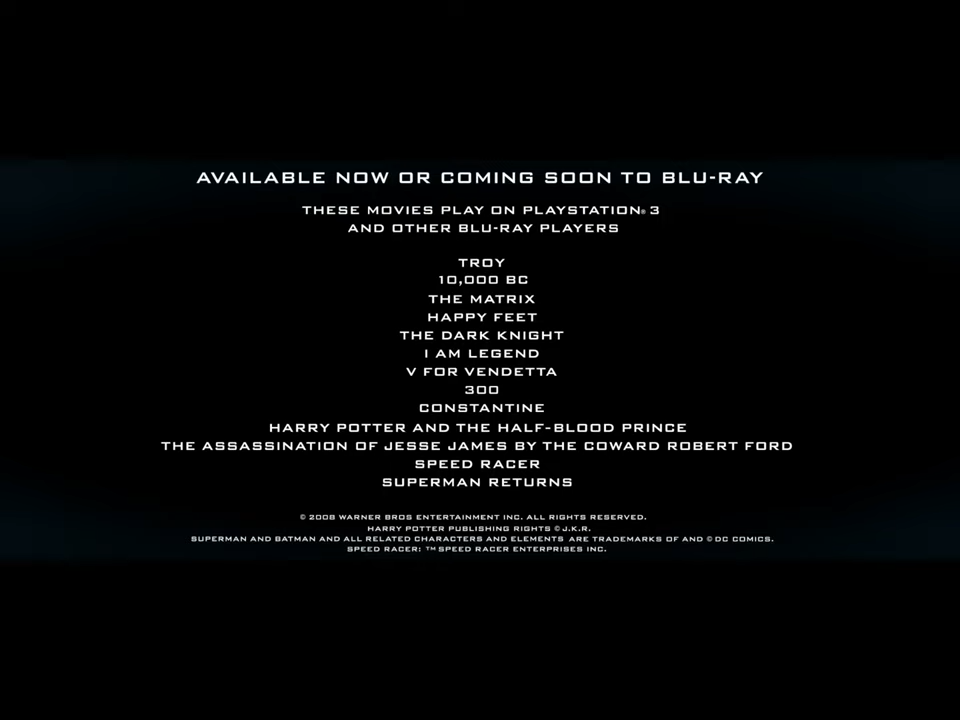 AVAILABLE NOW OR COMING SOON TO BLU-RAY
THESE MOVIES PLAY ON PLAYSTATION® 3
AND OTHER BLU-RAY PLAYERS
TROY
10,000 BC
THE MATRIX
HAPPY FEET
THE DARK KNIGHT
I AM LEGEND
V FOR VENDETTA
300
CONSTANTINE
HARRY POTTER AND THE HALF-BLOOD PRINCE
THE ASSASSINATION OF JESSE JAMES BY THE COWARD ROBERT FORD
SPEED RACER
SUPERMAN RETURNS
© 2008 WARNER BROS ENTERTAINMENT INC. ALL RIGHTS RESERVED.
HARRY POTTER PUBLISHING RIGHTS © J.K.R.
SUPERMAN AND BATMAN AND ALL RELATED CHARACTERS AND ELEMENTS ARE TRADEMARKS OF AND © DC COMICS.
SPEED RACER: ™ SPEED RACER ENTERPRISES INC.